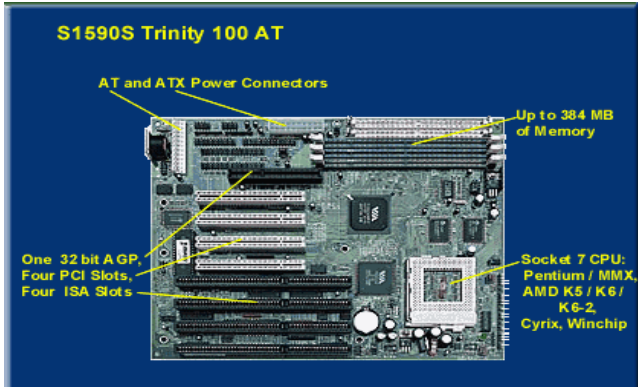 S1590S Trinity 100 AT
AT and ATX Power Connectors
Up to 384 MB
of Memory
One 32 bit AGP,
Four PCI Slots,
Four ISA Slots
Socket 7 CPU:
Pentium / MMX,
AMD K5 / K6 /
K6-2,
Cyrix, Winchip
VIA